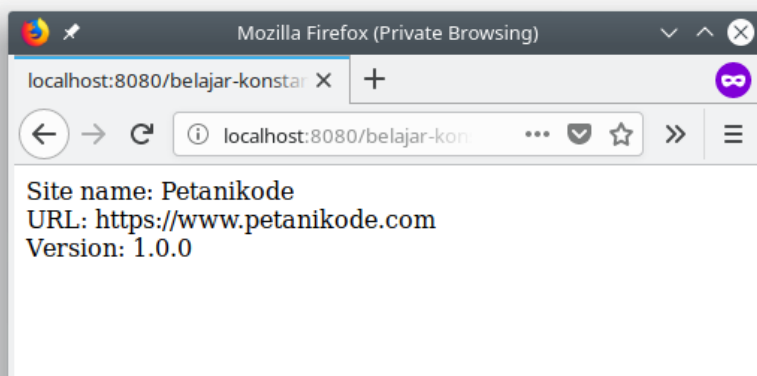 Mozilla Firefox (Private Browsing)
localhost:8080/belajar-konstan
localhost:8080/belajar-kon
Site name: Petanikode
URL: https://www.petanikode.com
Version: 1.0.0